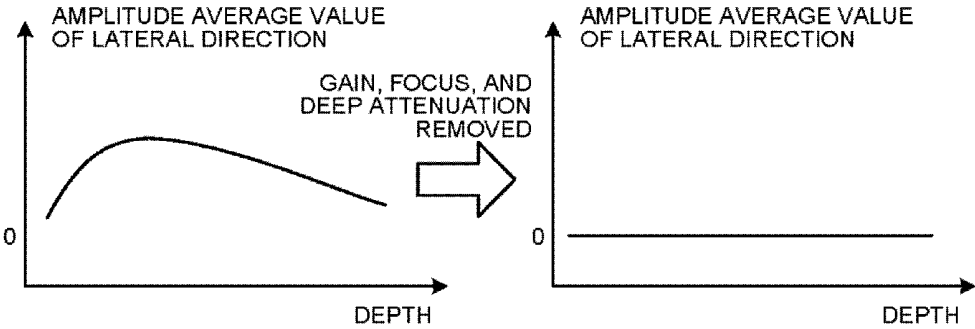 AMPLITUDE AVERAGE VALUE
OF LATERAL DIRECTION
0
DEPTH
GAIN, FOCUS, AND
DEEP ATTENUATION
REMOVED
AMPLITUDE AVERAGE VALUE
OF LATERAL DIRECTION
0
DEPTH